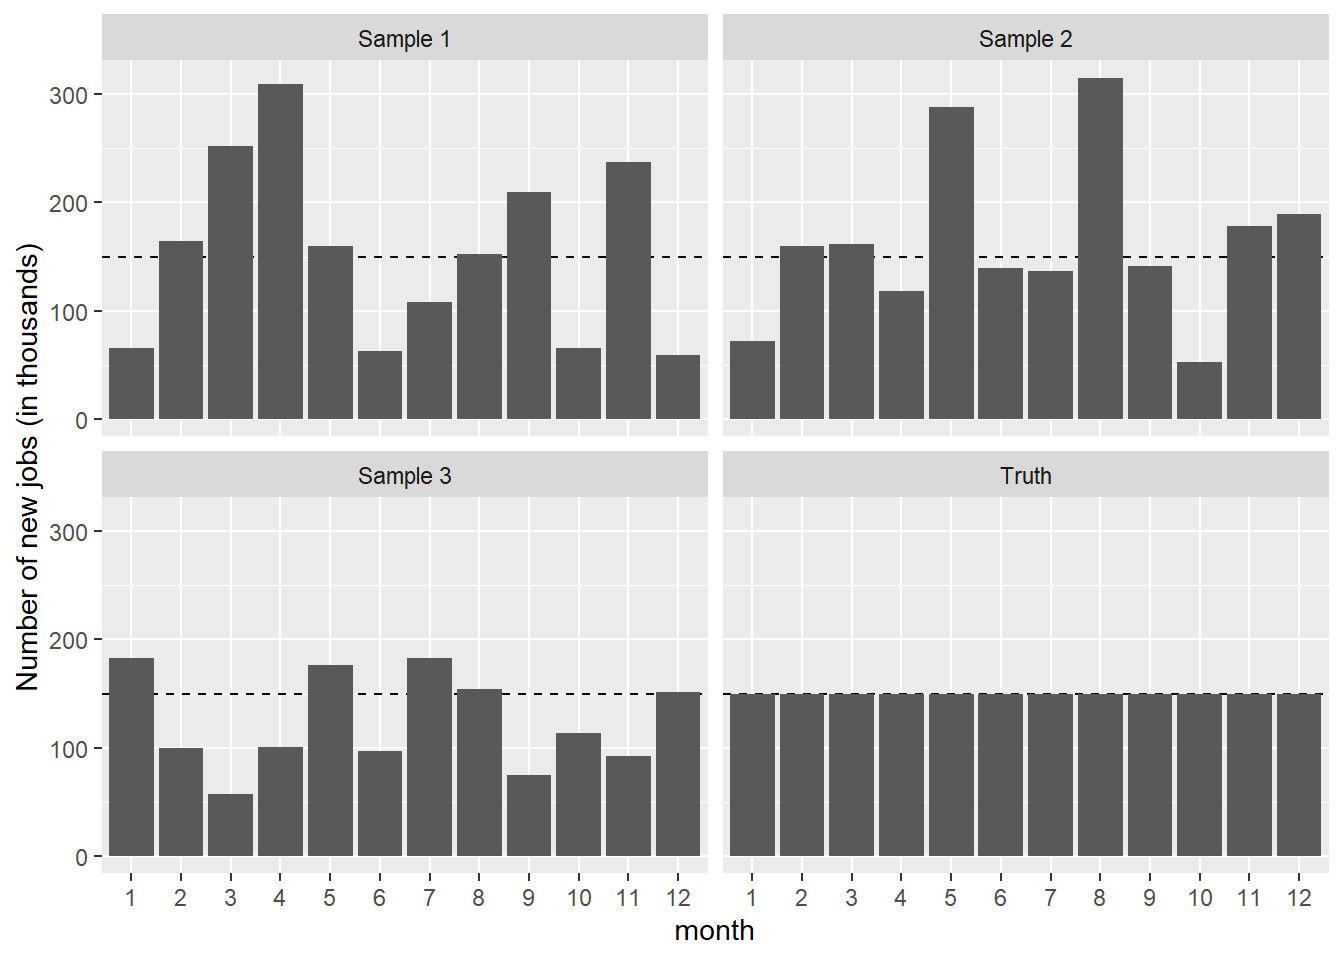 Sample 1
Sample 2
300
200
100
0
Sample 3
Truth
300
200
100
0
Number of new jobs (in thousands)
1 2 3 4 5 6 7 8 9 10 11 12
1 2 3 4 5 6 7 8 9 10 11 12
month